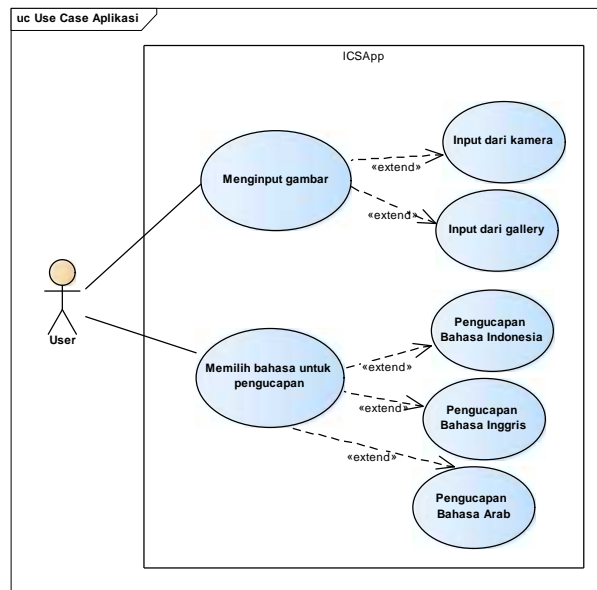 uc Use Case Aplikasi
ICSApp
Input dari kamera
«extend»
Menginput gambar
«extend»
Input dari gallery
User
Pengucapan
Bahasa Indonesia
«extend»
Memilih bahasa untuk
pengucapan
«extend»
Pengucapan
Bahasa Inggris
«extend»
Pengucapan
Bahasa Arab